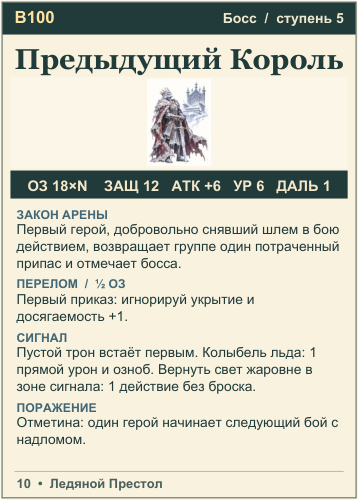 B100
Босс / ступень 5
Предыдущий Король
ОЗ 18×N ЗАЩ 12 АТК +6 УР 6 ДАЛЬ 1
ЗАКОН АРЕНЫ
Первый герой, добровольно снявший шлем в бою
действием, возвращает группе один потраченный
припас и отмечает босса.
ПЕРЕЛОМ / ½ ОЗ
Первый приказ: игнорируй укрытие и
досягаемость +1.
СИГНАЛ
Пустой трон встаёт первым. Колыбель льда: 1
прямой урон и озноб. Вернуть свет жаровне в
зоне сигнала: 1 действие без броска.
ПОРАЖЕНИЕ
Отметина: один герой начинает следующий бой с
надломом.
10 • Ледяной Престол